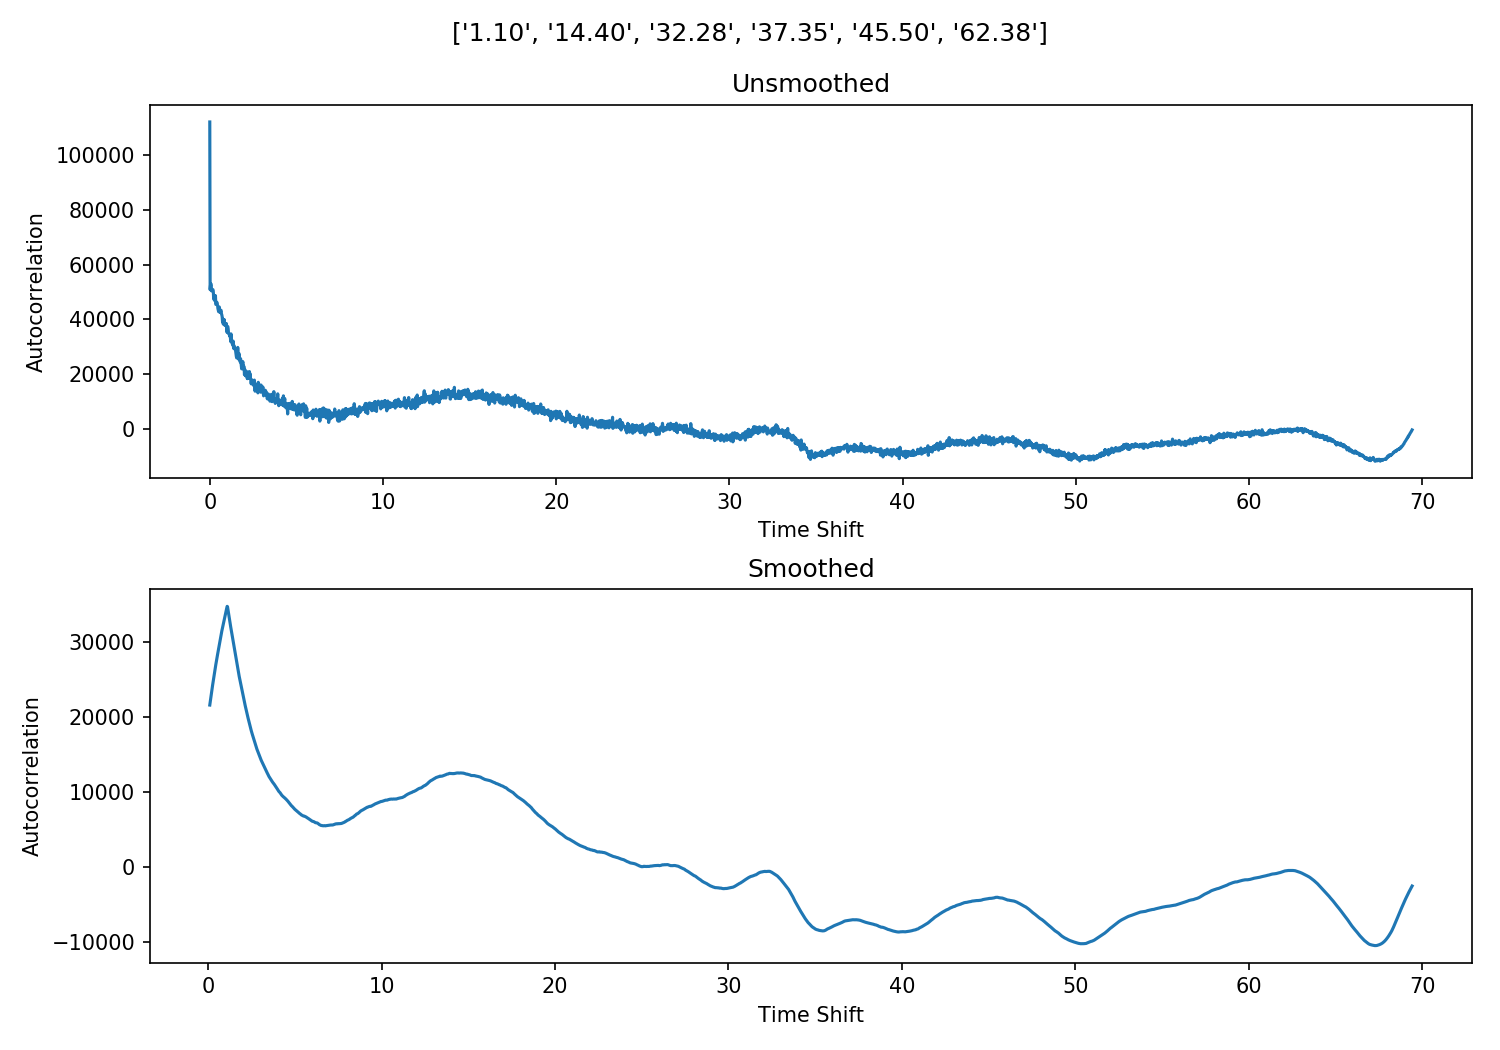 ['1.10', '14.40', '32.28', '37.35', '45.50', '62.38']
Unsmoothed
Autocorrelation
100000
80000
60000
40000
20000
0
0 10 20 30 40 50 60 70
Time Shift
Smoothed
Autocorrelation
30000
20000
10000
0
−10000
0 10 20 30 40 50 60 70
Time Shift